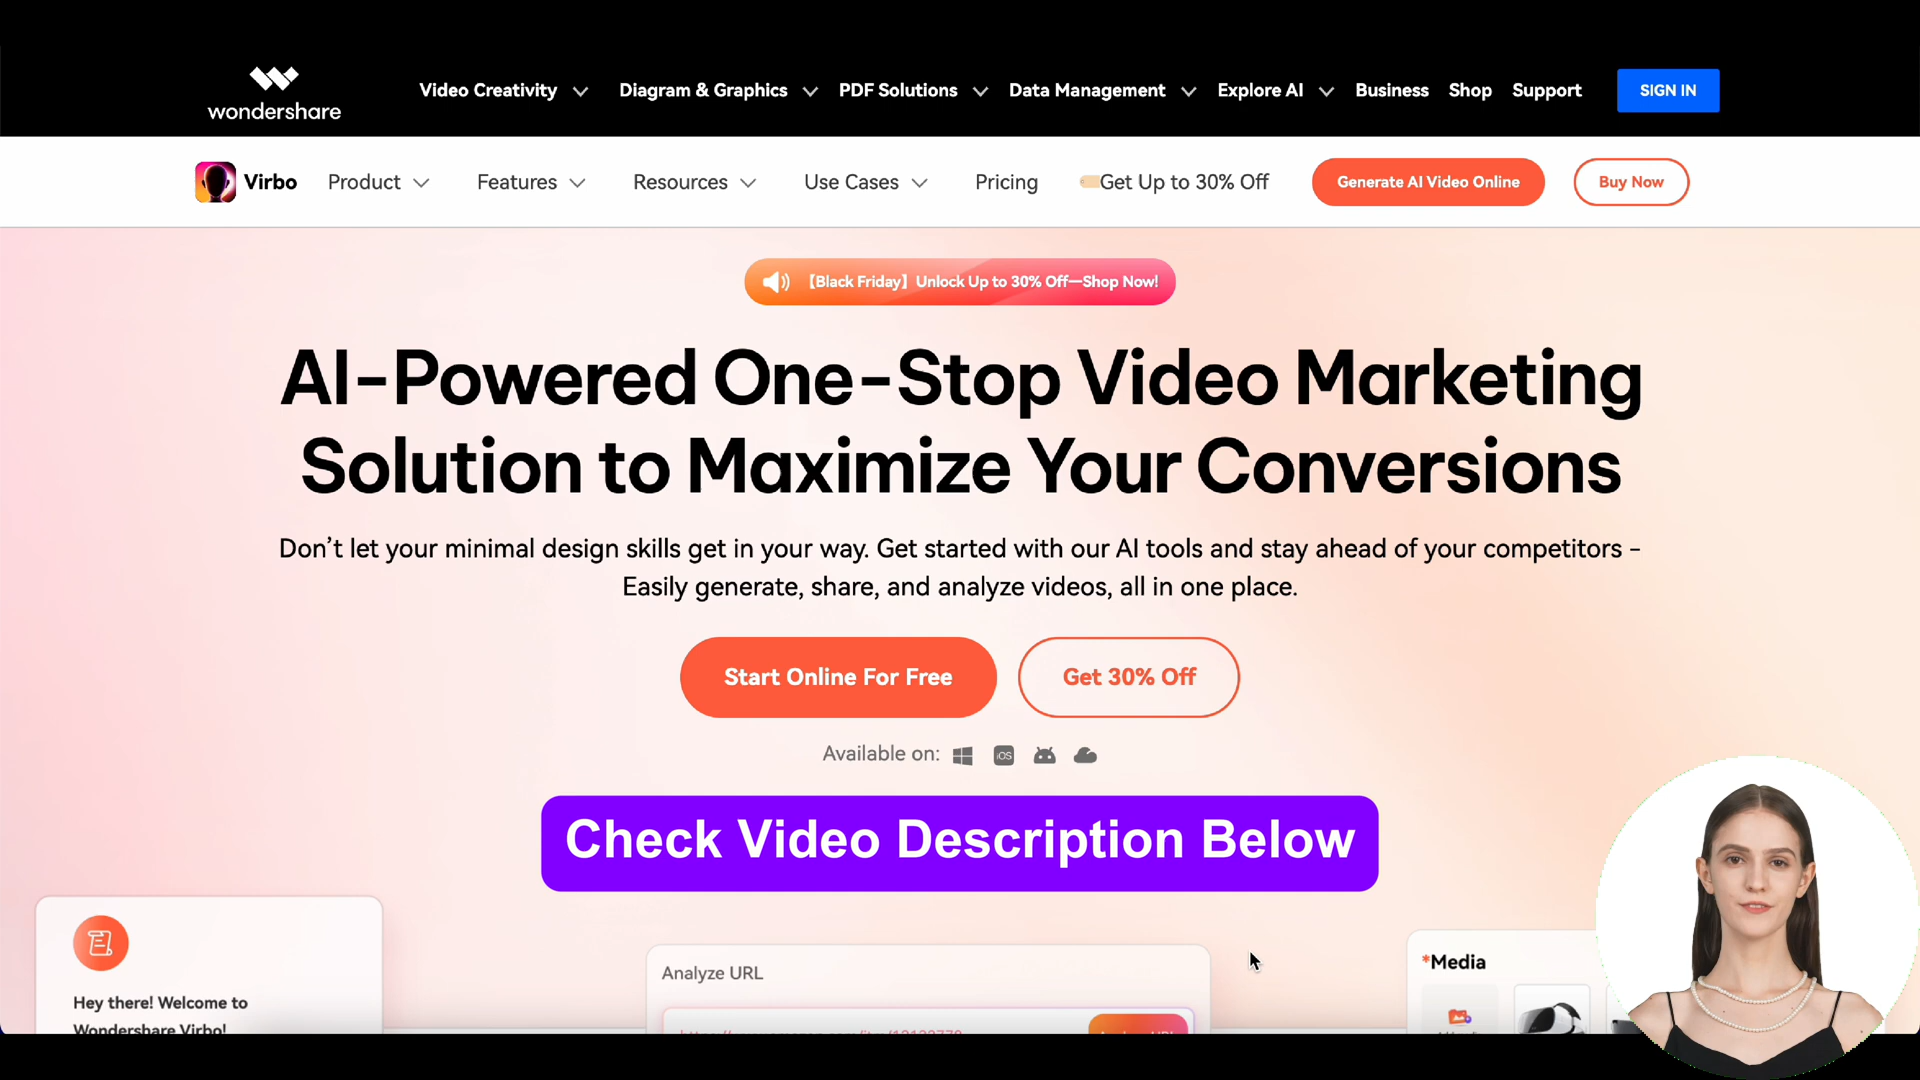 wondershare
Video Creativity
Diagram & Graphics
PDF Solutions
Data Management
Explore AI
Business
Shop
Support
SIGN IN
Virbo
Product
Features
Resources
Use Cases
Pricing
Get Up to 30% Off
Generate AI Video Online
Buy Now
【Black Friday】Unlock Up to 30% Off—Shop Now!
AI-Powered One-Stop Video Marketing
Solution to Maximize Your Conversions
Don’t let your minimal design skills get in your way. Get started with our AI tools and stay ahead of your competitors –
Easily generate, share, and analyze videos, all in one place.
Start Online For Free
Get 30% Off
Available on:
iOS
Check Video Description Below
Hey there! Welcome to
Wondershare Virbo!
Analyze URL
*Media